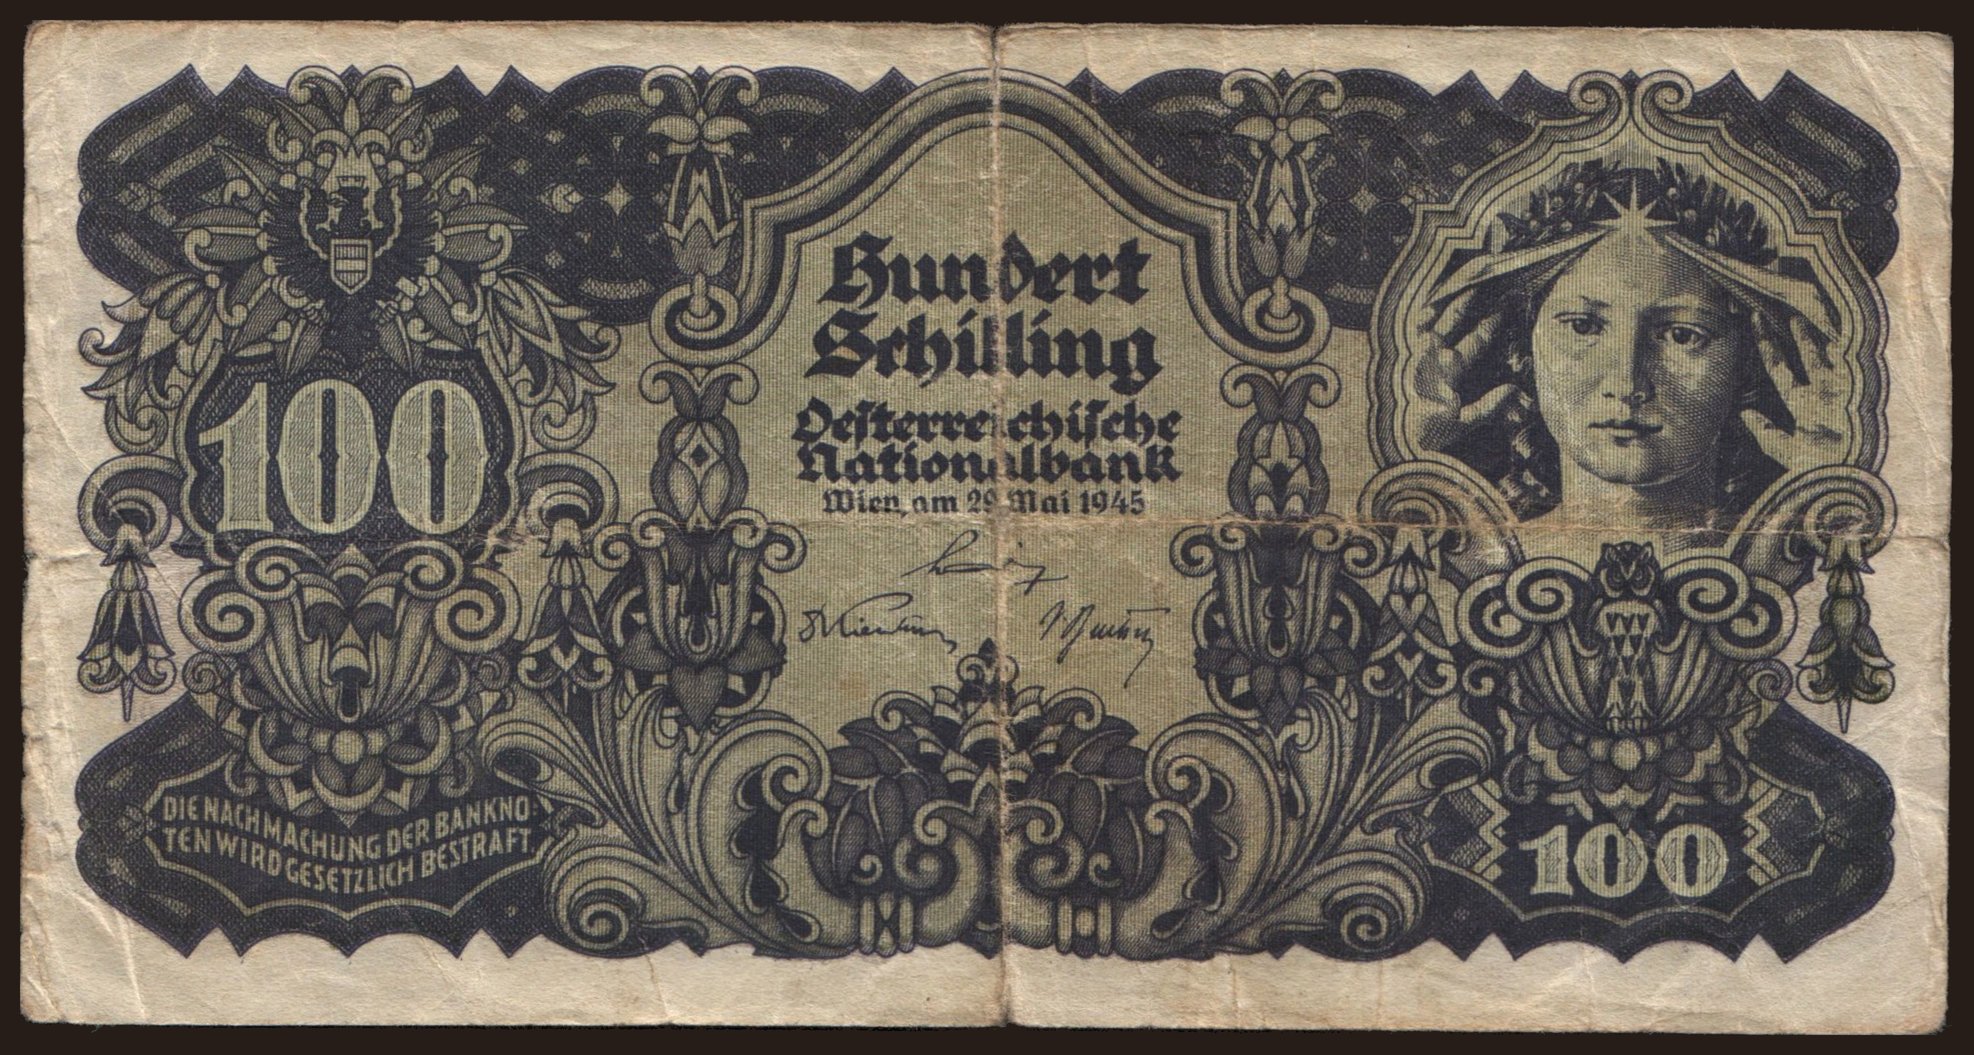 100
Hundert
Schilling
Oesterreichische
Nationalbank
Wien, am 29. Mai 1945
DIE NACHMACHUNG DER BANKNO-
TEN WIRD GESETZLICH BESTRAFT.
100